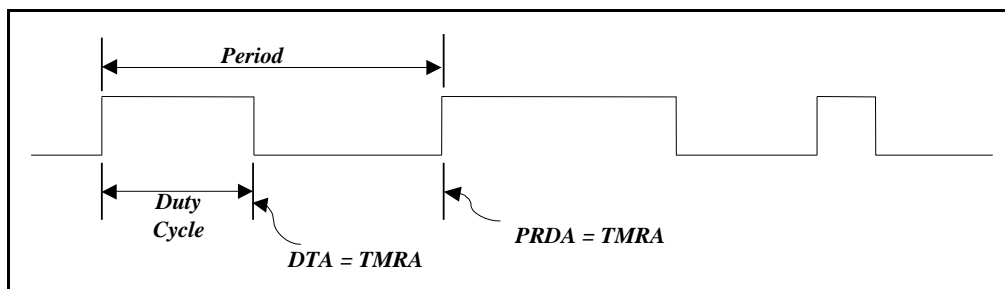 Period
Duty
Cycle
DTA = TMRA
PRDA = TMRA